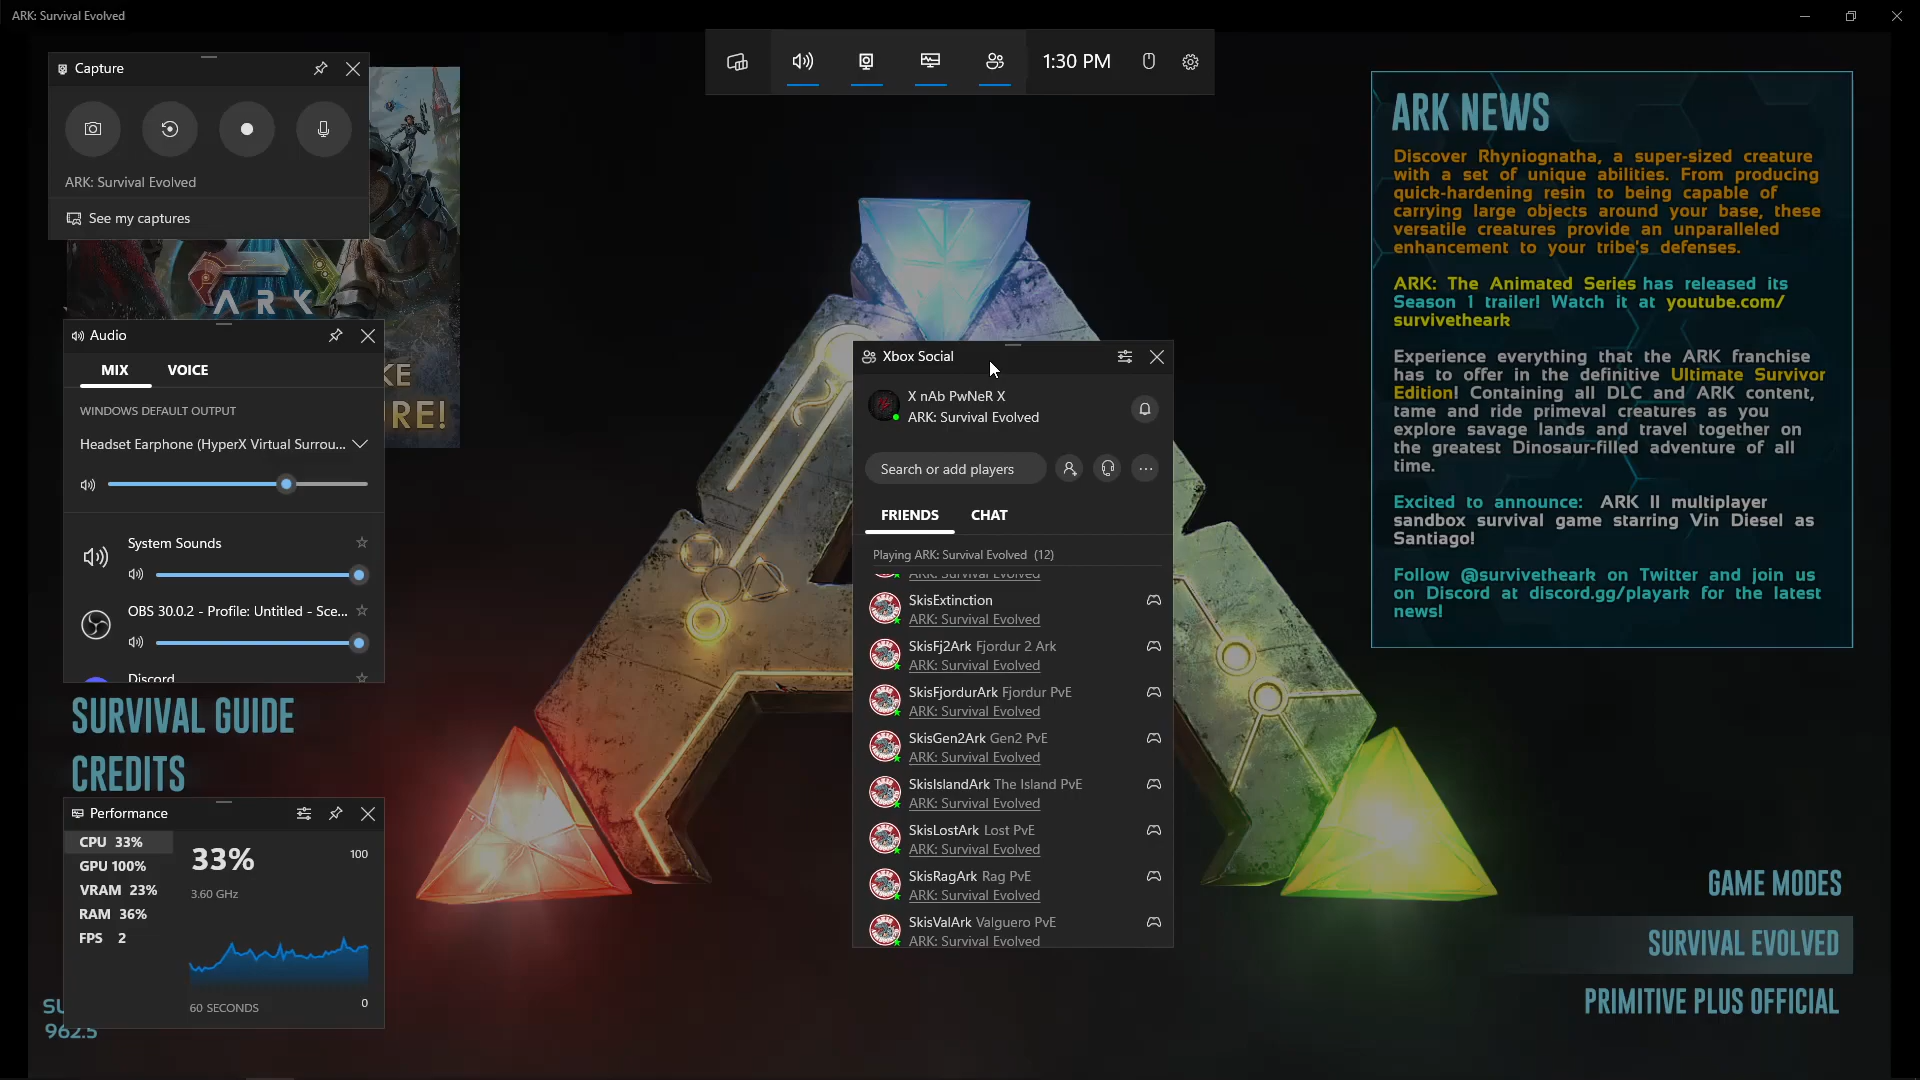 ARK: Survival Evolved
1:30 PM
Capture
ARK: Survival Evolved
See my captures
ARK
KE
RE!
Audio
MIX VOICE
WINDOWS DEFAULT OUTPUT
Headset Earphone (HyperX Virtual Surrou...
System Sounds
OBS 30.0.2 - Profile: Untitled - Sce...
Discord
SURVIVAL GUIDE
CREDITS
Performance
CPU 33%
GPU 100%
VRAM 23%
RAM 36%
FPS 2
33%
100
3.60 GHz
60 SECONDS
0
SU
962.5
Xbox Social
X nAb PwNeR X
ARK: Survival Evolved
Search or add players
FRIENDS CHAT
Playing ARK: Survival Evolved (12)
ARK: Survival Evolved
SkisExtinction
ARK: Survival Evolved
SkisFj2Ark Fjordur 2 Ark
ARK: Survival Evolved
SkisFjordurArk Fjordur PvE
ARK: Survival Evolved
SkisGen2Ark Gen2 PvE
ARK: Survival Evolved
SkisIslandArk The Island PvE
ARK: Survival Evolved
SkisLostArk Lost PvE
ARK: Survival Evolved
SkisRagArk Rag PvE
ARK: Survival Evolved
SkisValArk Valguero PvE
ARK: Survival Evolved
ARK NEWS
Discover Rhyniognatha, a super-sized creature
with a set of unique abilities. From producing
quick-hardening resin to being capable of
carrying large objects around your base, these
versatile creatures provide an unparalleled
enhancement to your tribe's defenses.
ARK: The Animated Series has released its
Season 1 trailer! Watch it at youtube.com/
survivetheark
Experience everything that the ARK franchise
has to offer in the definitive Ultimate Survivor
Edition! Containing all DLC and ARK content,
tame and ride primeval creatures as you
explore savage lands and travel together on
the greatest Dinosaur-filled adventure of all
time.
Excited to announce: ARK II multiplayer
sandbox survival game starring Vin Diesel as
Santiago!
Follow @survivetheark on Twitter and join us
on Discord at discord.gg/playark for the latest
news!
GAME MODES
SURVIVAL EVOLVED
PRIMITIVE PLUS OFFICIAL